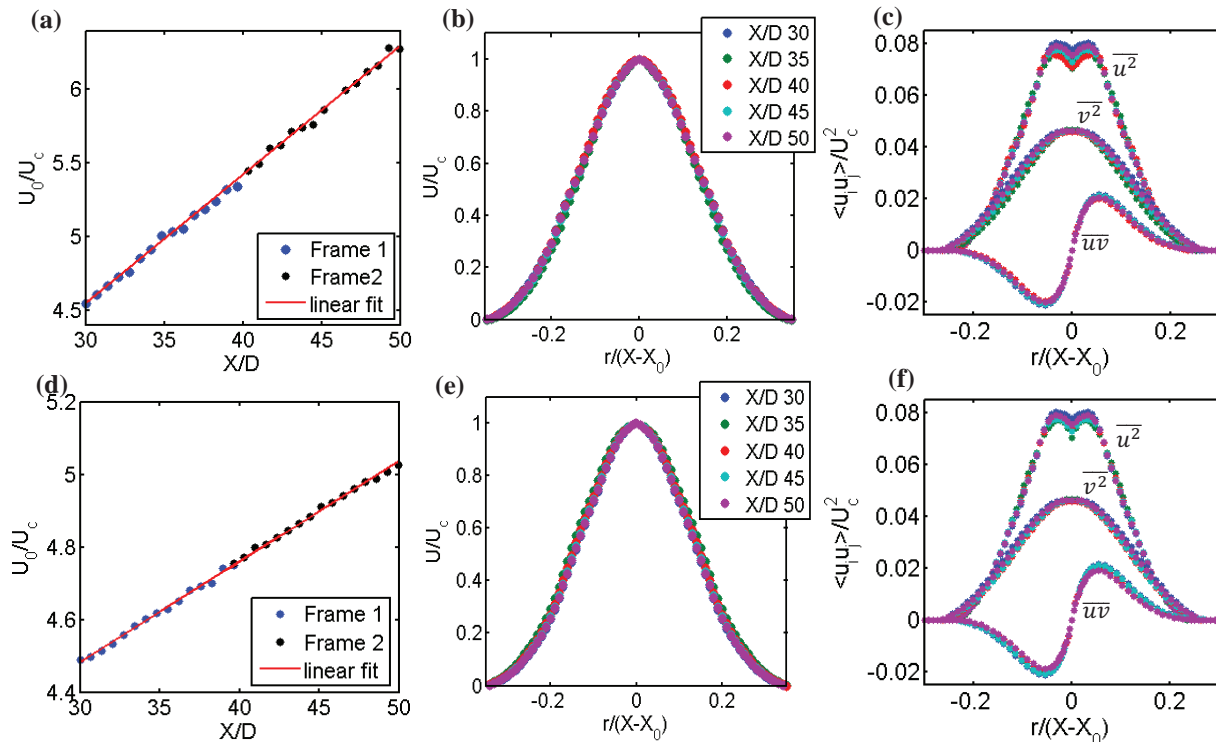 (a)
U0/Uc
6
5.5
5
4.5
30 35 40 45 50
X/D
Frame 1
Frame2
linear fit
(b)
U/Uc
1
0.8
0.6
0.4
0.2
0
-0.2 0 0.2
r/(X-X0)
X/D 30
X/D 35
X/D 40
X/D 45
X/D 50
(c)
<uiuj>/Uc2
0.08
0.06
0.04
0.02
0
-0.02
-0.2 0 0.2
r/(X-X0)
u2
v2
uv
(d)
U0/Uc
5.2
5
4.8
4.6
4.4
30 35 40 45 50
X/D
Frame 1
Frame 2
linear fit
(e)
U/Uc
1
0.8
0.6
0.4
0.2
0
-0.2 0 0.2
r/(X-X0)
X/D 30
X/D 35
X/D 40
X/D 45
X/D 50
(f)
<uiuj>/Uc2
0.08
0.06
0.04
0.02
0
-0.02
-0.2 0 0.2
r/(X-X0)
u2
v2
uv